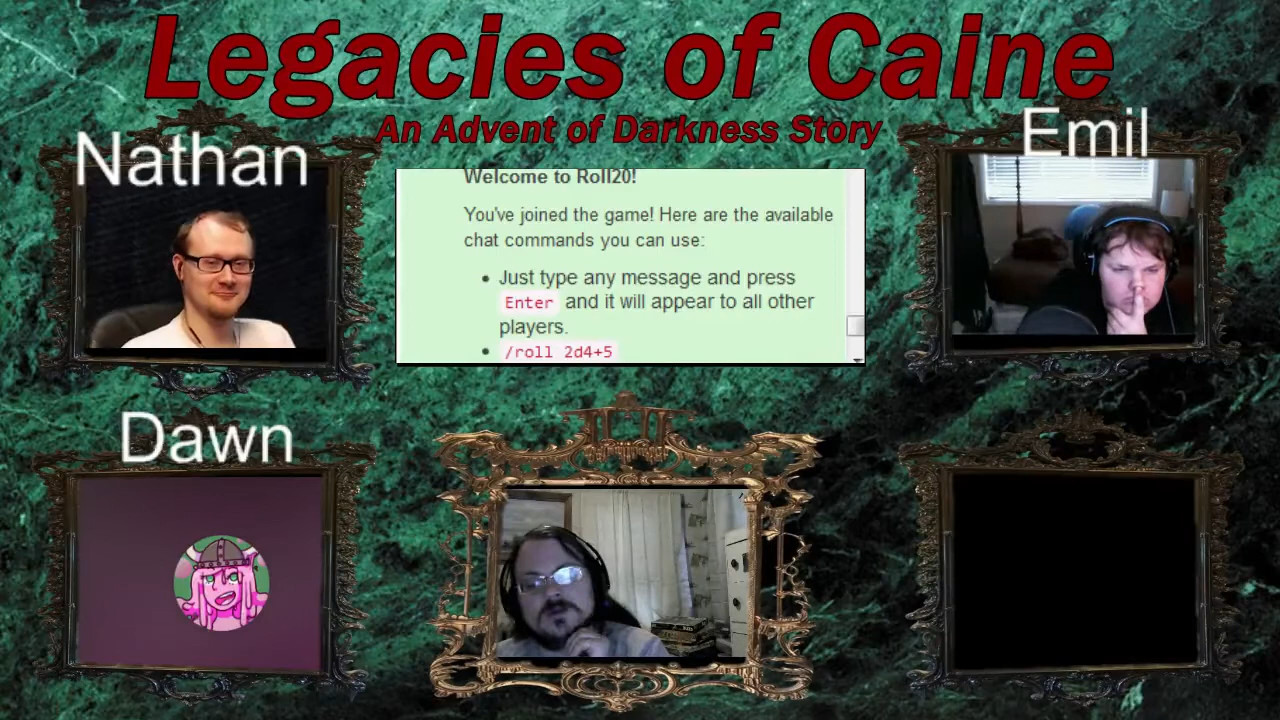 Legacies of Caine
An Advent of Darkness Story
Nathan
Emil
Welcome to Roll20!
You've joined the game! Here are the available
chat commands you can use:
• Just type any message and press
Enter and it will appear to all other
players.
• /roll 2d4+5
Dawn